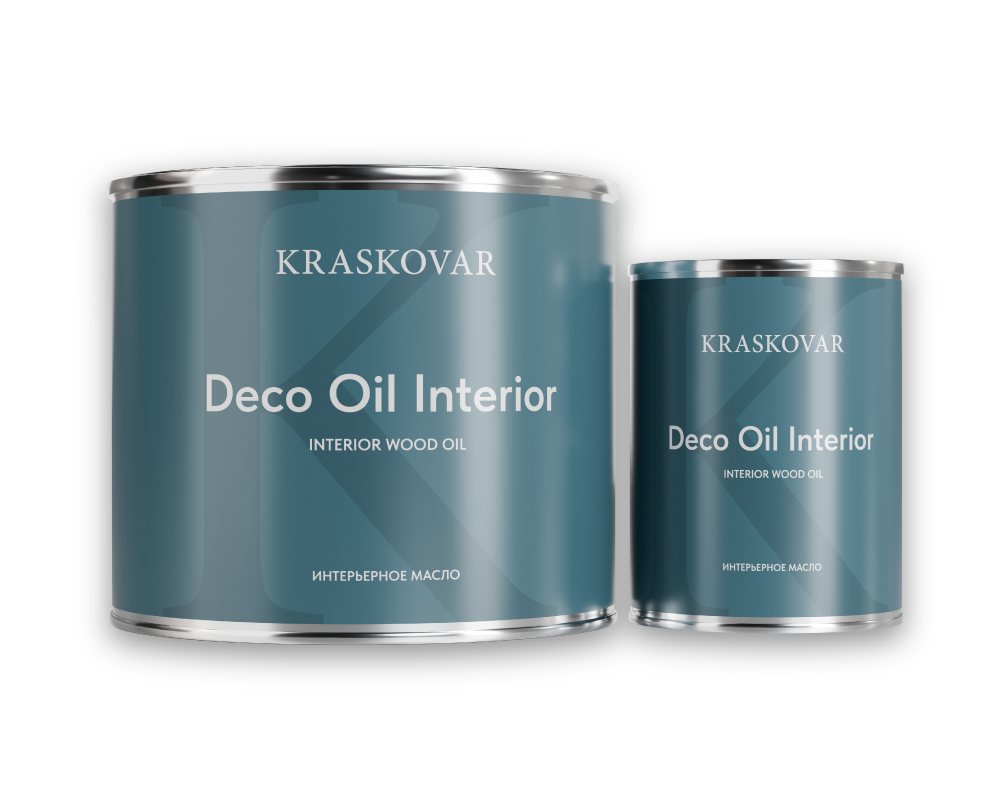 KRASKOVAR
Deco Oil Interior
INTERIOR WOOD OIL
ИНТЕРЬЕРНОЕ МАСЛО
KRASKOVAR
Deco Oil Interior
INTERIOR WOOD OIL
ИНТЕРЬЕРНОЕ МАСЛО